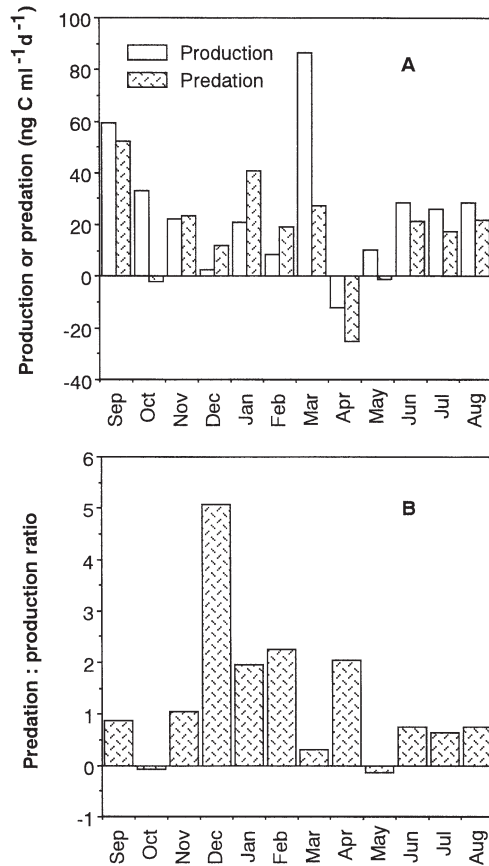 Production or predation (ng C ml⁻¹d⁻¹)
100
80
60
40
20
0
-20
-40
Production
Predation
A
Sep
Oct
Nov
Dec
Jan
Feb
Mar
Apr
May
Jun
Jul
Aug
Predation : production ratio
6
5
4
3
2
1
0
-1
B
Sep
Oct
Nov
Dec
Jan
Feb
Mar
Apr
May
Jun
Jul
Aug